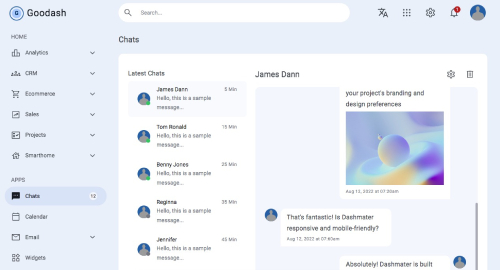 Goodash
Search...
1
HOME
Analytics
CRM
Ecommerce
Sales
Projects
Smarthome
APPS
Chats
12
Calendar
Email
Widgets
Chats
Latest Chats
James Dann
5 Min
Hello, this is a sample
message...
Tom Ronald
15 Min
Hello, this is a sample
message...
Benny Jones
25 Min
Hello, this is a sample
message...
Reginna
35 Min
Hello, this is a sample
message...
Jennifer
45 Min
Hello, this is a sample
James Dann
your project's branding and
design preferences
Aug 12, 2022 at 07:30am
That's fantastic! Is Dashmater
responsive and mobile-friendly?
Aug 12, 2022 at 07:60am
Absolutely! Dashmater is built